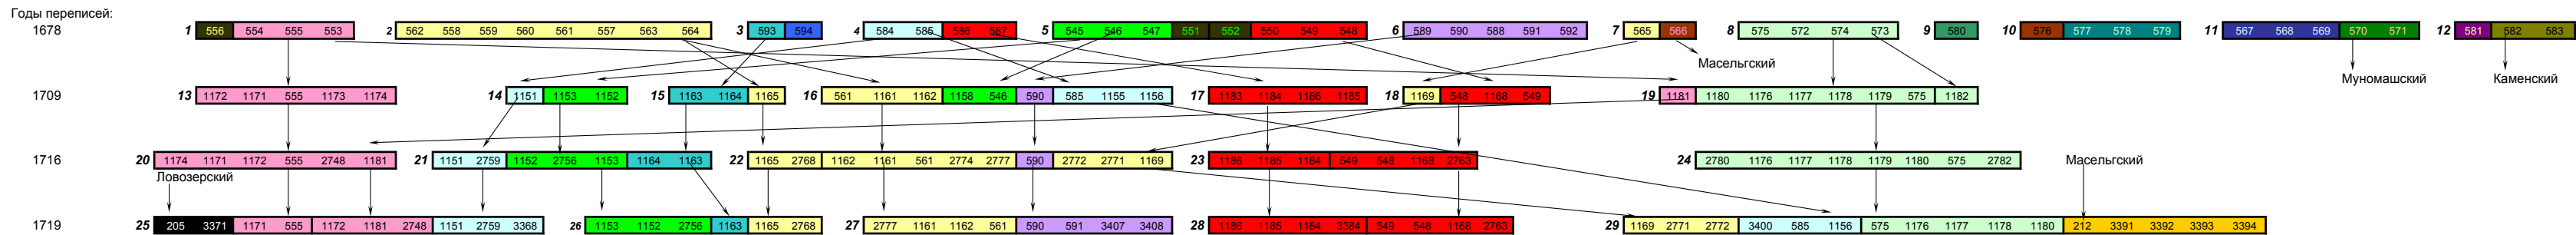 Годы переписей:
1678 1 556 554 555 553 2 562 558 559 560 561 557 563 564 3 593 594 4 584 585 586 587 5 545 546 547 551 552 550 549 548 6 589 590 588 591 592 7 565 566 8 575 572 574 573 9 580 10 576 577 578 579 11 567 568 569 570 571 12 581 582 583
Масельгский
Муномашский Каменский
1709 13 1172 1171 555 1173 1174 14 1151 1153 1152 15 1163 1164 1165 16 561 1161 1162 1158 546 590 585 1155 1156 17 1183 1184 1186 1185 18 1169 548 1168 549 19 1181 1180 1176 1177 1178 1179 575 1182
1716 20 1174 1171 1172 555 2748 1181 21 1151 2759 1152 2756 1153 1164 1163 22 1165 2768 1162 1161 561 2774 2777 590 2772 2771 1169 23 1186 1185 1184 549 548 1168 2763 24 2780 1176 1177 1178 1179 1180 575 2782 Масельгский
Ловозерский
1719 25 205 3371 1171 555 1172 1181 2748 1151 2759 3368 26 1153 1152 2756 1163 1165 2768 27 2777 1161 1162 561 590 591 3407 3408 28 1186 1185 1184 3384 549 548 1168 2763 29 1169 2771 2772 3400 585 1156 575 1176 1177 1178 1180 212 3391 3392 3393 3394